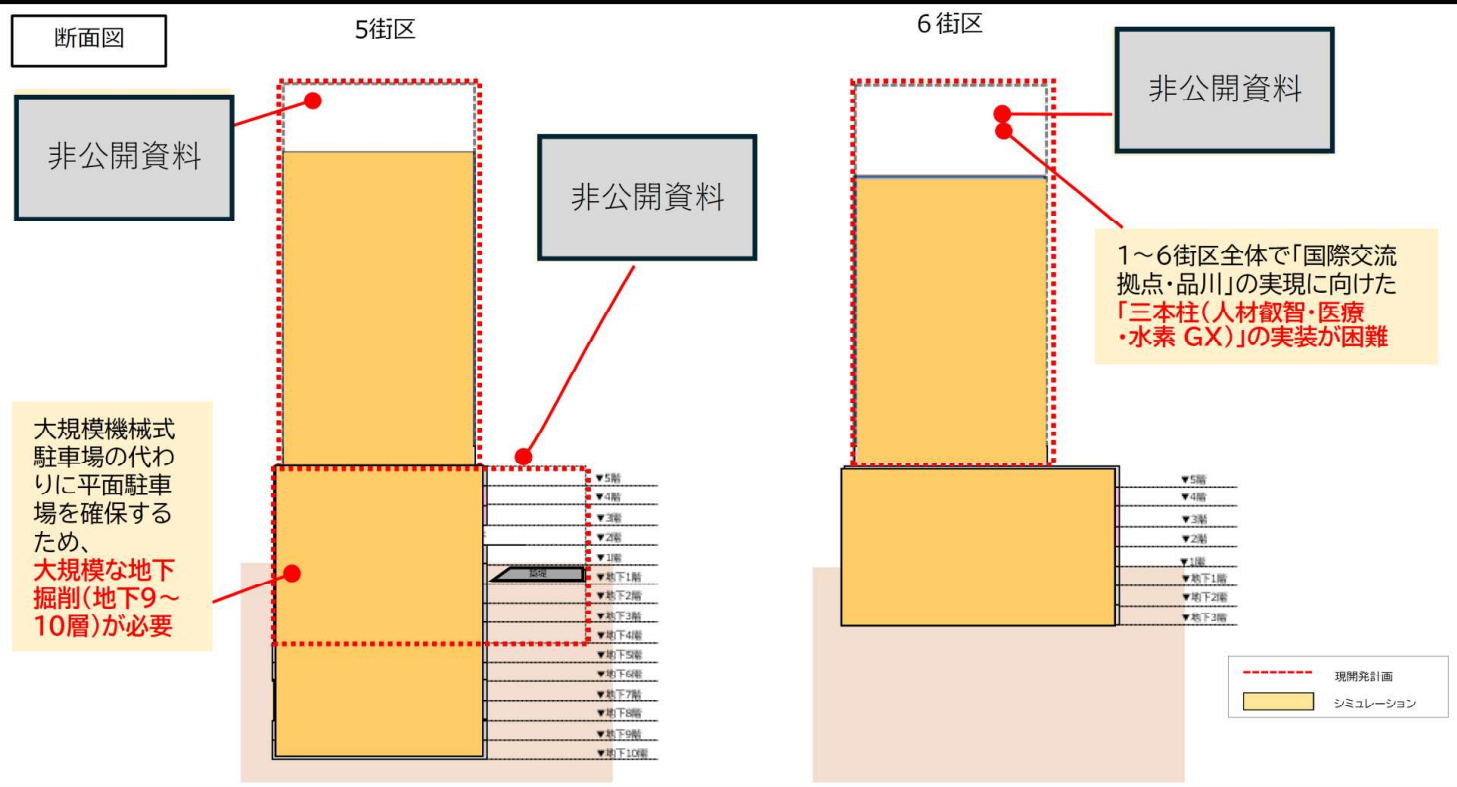 断面図
5街区
6街区
非公開資料
非公開資料
非公開資料
1～6街区全体で「国際交流
拠点・品川」の実現に向けた
「三本柱(人材叡智・医療
・水素 GX)」の実装が困難
大規模機械式
駐車場の代わ
りに平面駐車
場を確保する
ため、
大規模な地下
掘削(地下9～
10層)が必要
▼5階
▼4階
▼3階
▼2階
▼1階
築堤
▼地下1階
▼地下2階
▼地下3階
▼地下4階
▼地下5階
▼地下6階
▼地下7階
▼地下8階
▼地下9階
▼地下10階
▼5階
▼4階
▼3階
▼2階
▼1階
▼地下1階
▼地下2階
▼地下3階
現開発計画
シミュレーション